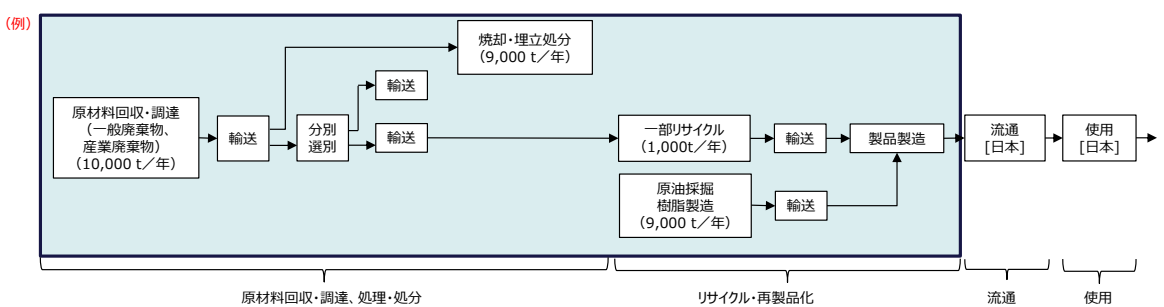 （例）
焼却・埋立処分
（9,000 t／年）
輸送
原材料回収・調達
（一般廃棄物、
産業廃棄物）
（10,000 t／年）
輸送
分別
選別
輸送
一部リサイクル
（1,000t／年）
輸送
製品製造
流通
[日本]
使用
[日本]
原油採掘
樹脂製造
（9,000 t／年）
輸送
原材料回収・調達、処理・処分
リサイクル・再製品化
流通
使用